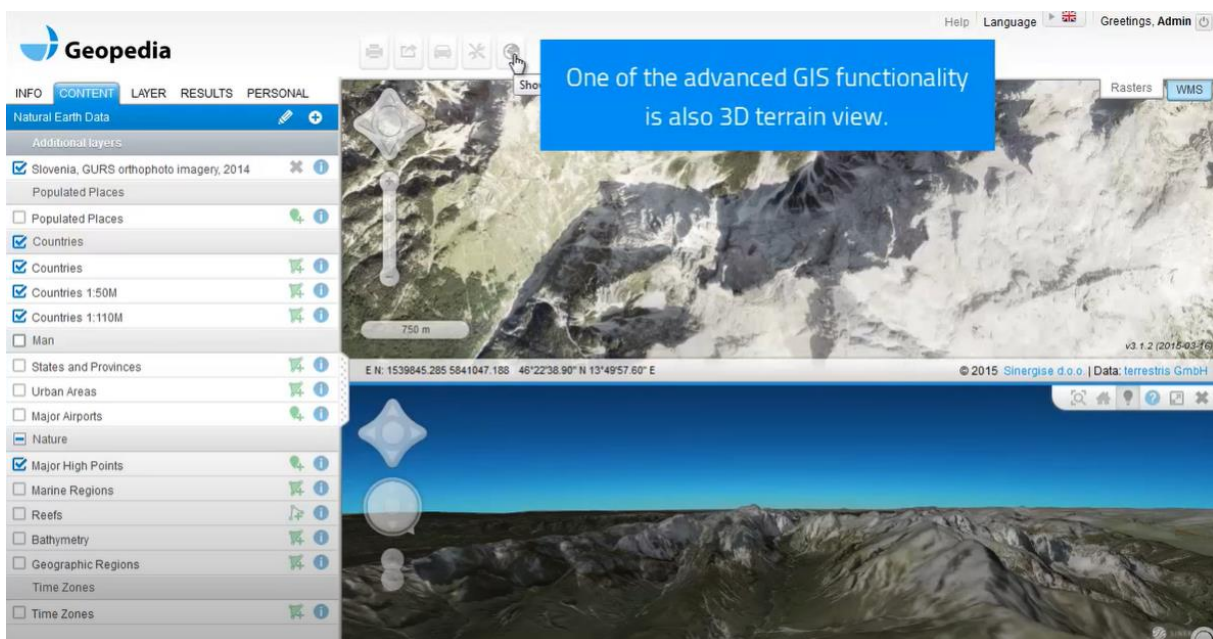 Help Language Greetings, Admin
Geopedia
One of the advanced GIS functionality
is also 3D terrain view.
INFO CONTENT LAYER RESULTS PERSONAL
Rasters WMS
Natural Earth Data
Additional layers
Slovenia, GURS orthophoto imagery, 2014
Populated Places
Populated Places
Countries
Countries
Countries 1:50M
Countries 1:110M
Man
States and Provinces
Urban Areas
Major Airports
Nature
Major High Points
Marine Regions
Reefs
Bathymetry
Geographic Regions
Time Zones
Time Zones
750 m
v3.1.2 (2015-03-16)
E N: 1539845.285 5841047.188 46°22'38.90" N 13°49'57.60" E
© 2015 Sinergise d.o.o. | Data: terrestris GmbH